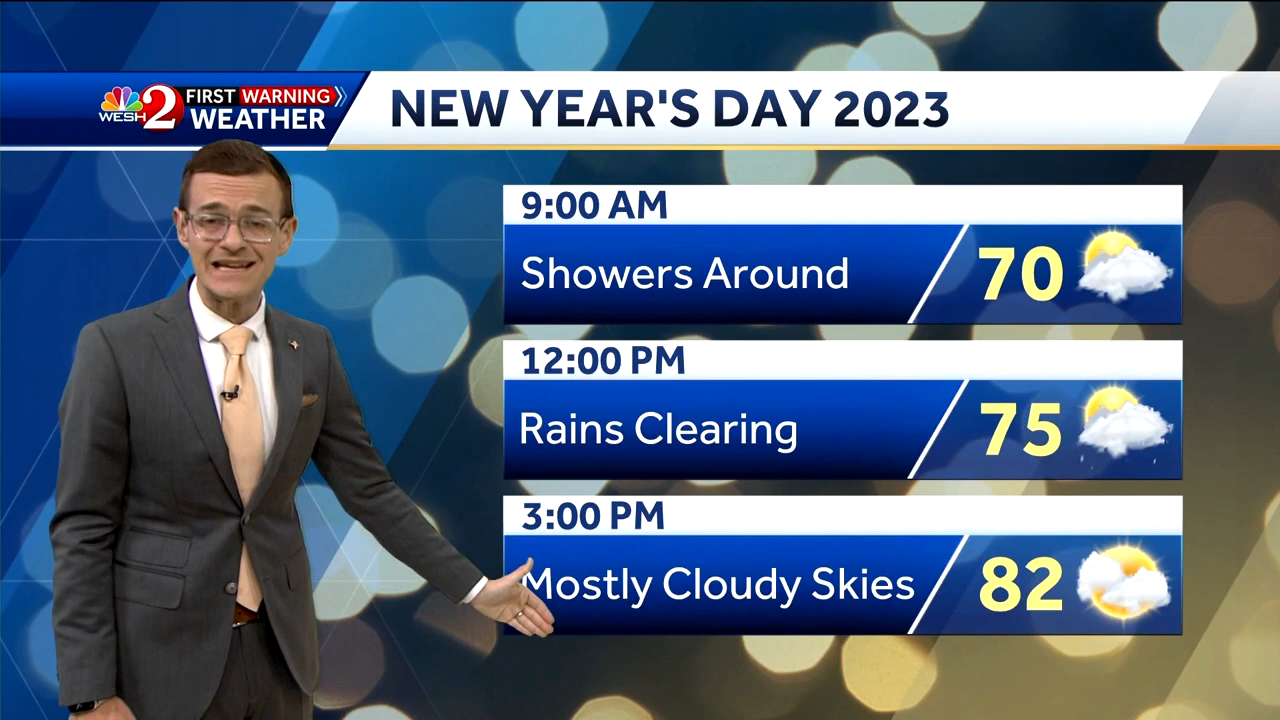 WESH 2 FIRST WARNING WEATHER
NEW YEAR'S DAY 2023
9:00 AM
Showers Around 70
12:00 PM
Rains Clearing 75
3:00 PM
Mostly Cloudy Skies 82